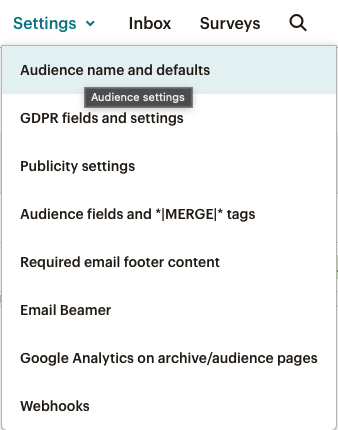 Settings Inbox Surveys
Audience name and defaults
Audience settings
GDPR fields and settings
Publicity settings
Audience fields and *|MERGE|* tags
Required email footer content
Email Beamer
Google Analytics on archive/audience pages
Webhooks